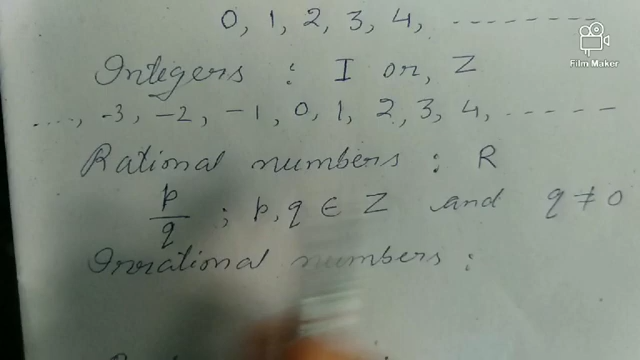 0, 1, 2, 3, 4, ---------
Film Maker
Integers : I or, Z
...., -3, -2, -1, 0, 1, 2, 3, 4, ------
Rational numbers : R
p/q ; p, q ∈ Z and q ≠ 0
Irrational numbers :